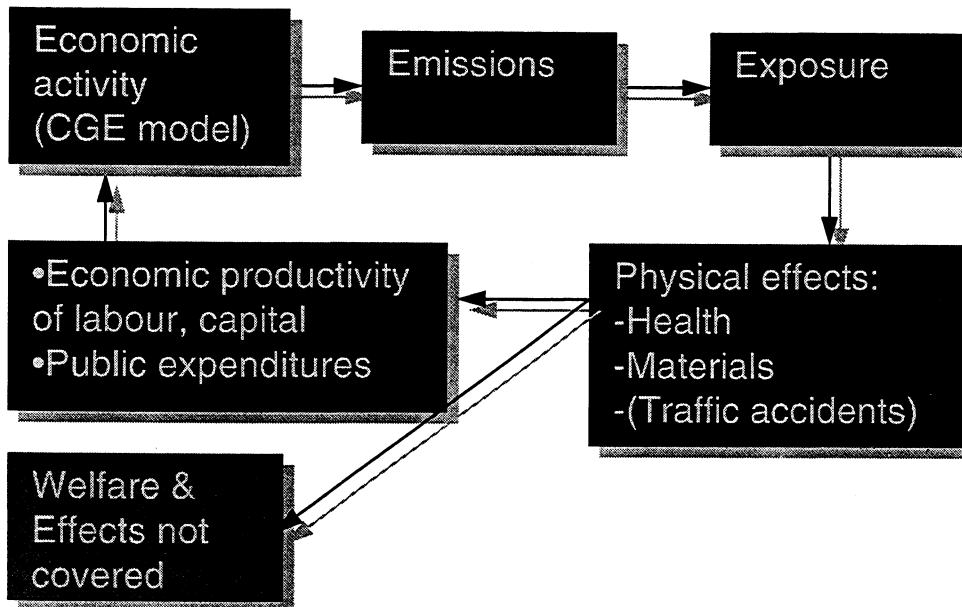 Economic
activity
(CGE model)
Emissions
Exposure
•Economic productivity
of labour, capital
•Public expenditures
Physical effects:
-Health
-Materials
-(Traffic accidents)
Welfare &
Effects not
covered